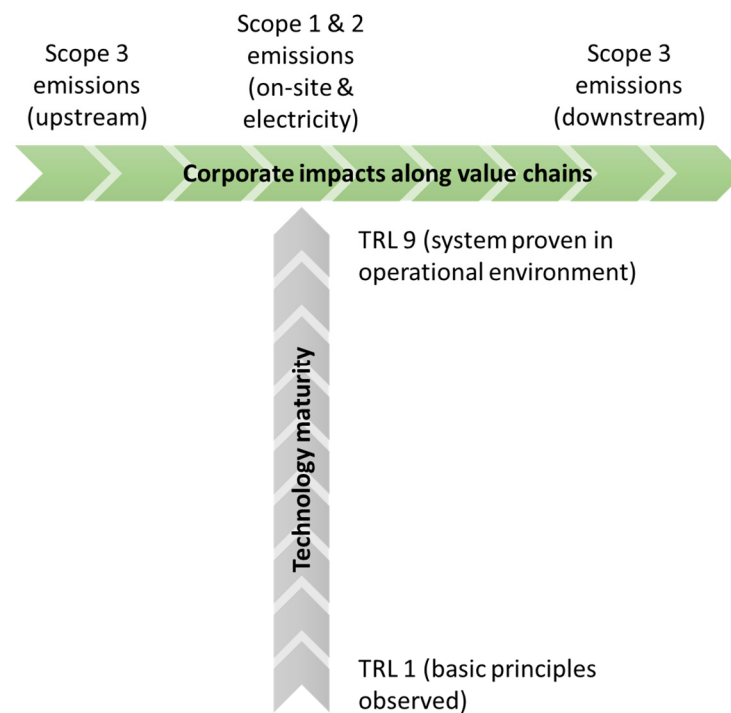 Scope 3
emissions
(upstream)
Scope 1 & 2
emissions
(on-site &
electricity)
Scope 3
emissions
(downstream)
Corporate impacts along value chains
TRL 9 (system proven in
operational environment)
Technology maturity
TRL 1 (basic principles
observed)